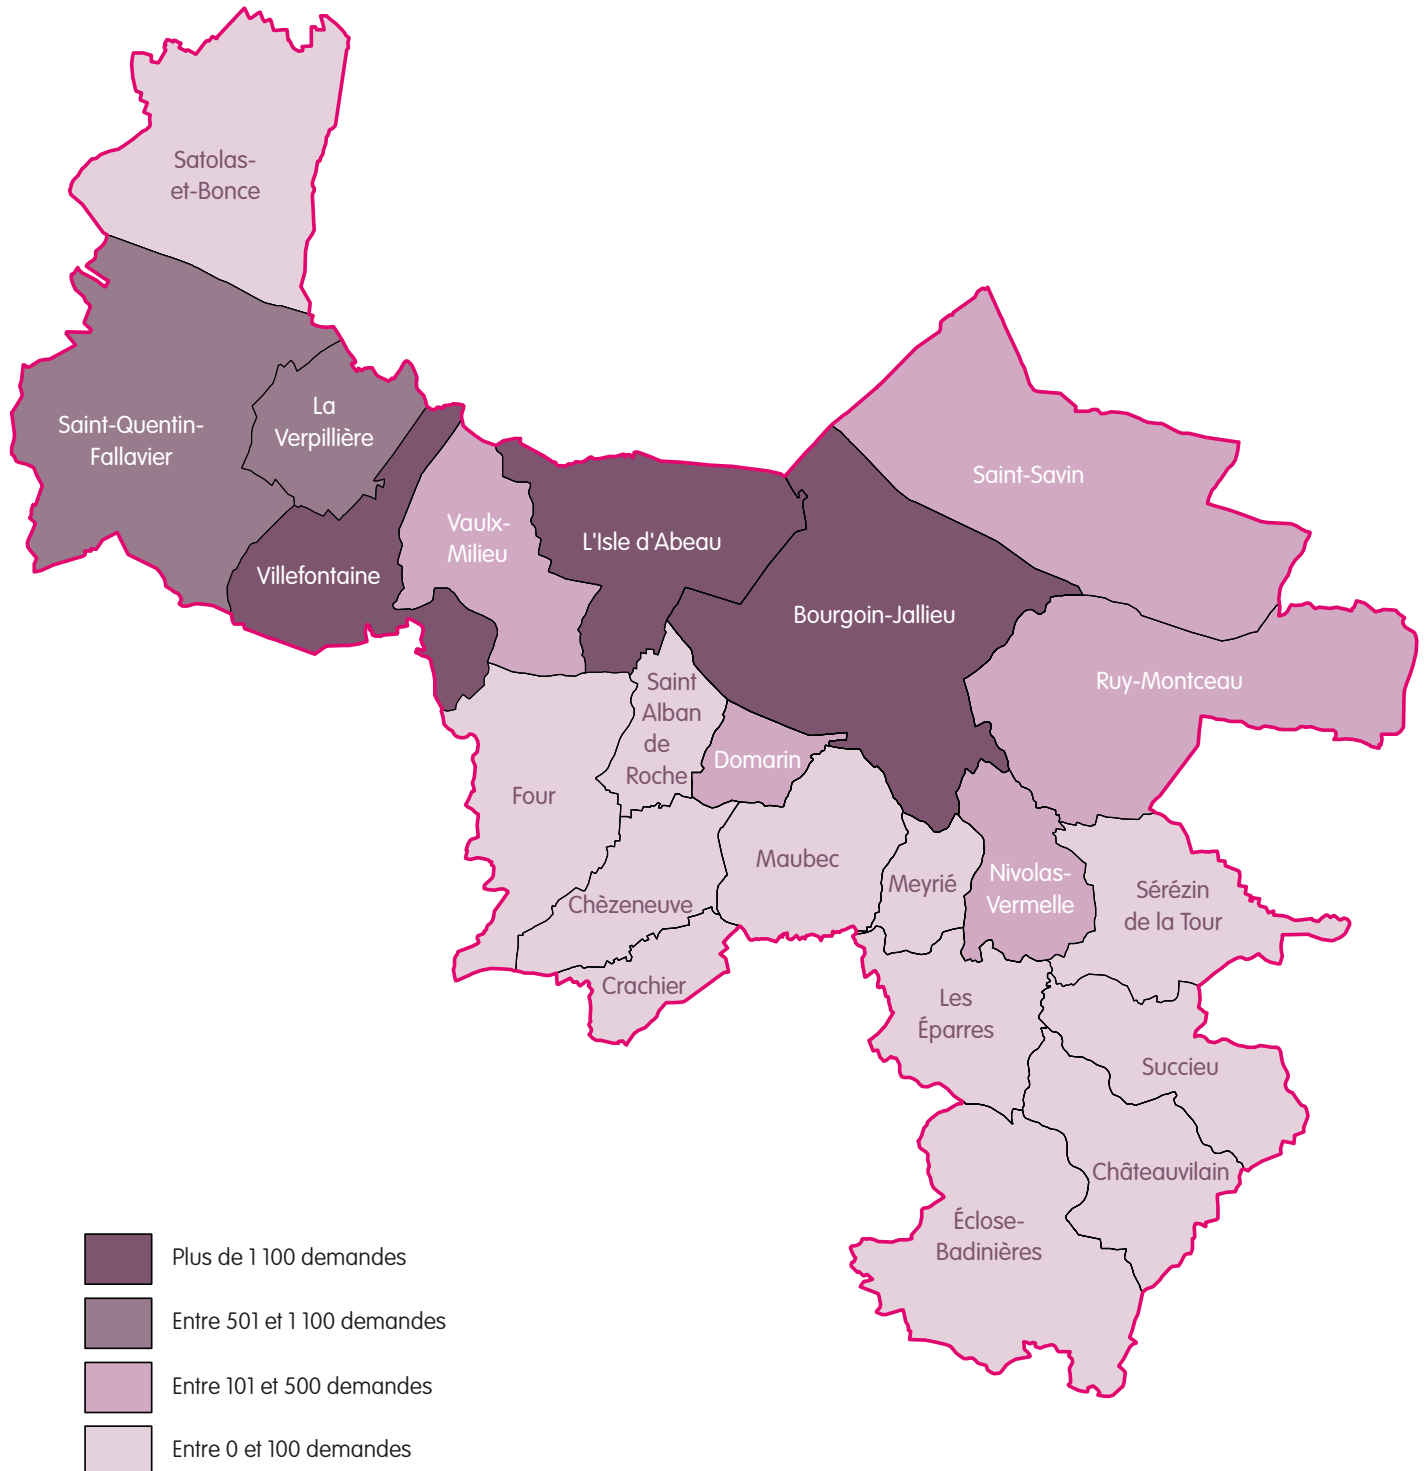 Satolas-
et-Bonce
Saint-Quentin-
Fallavier
La
Verpillière
Villefontaine
Vaulx-
Milieu
L'Isle d'Abeau
Saint-Savin
Bourgoin-Jallieu
Ruy-Montceau
Saint
Alban
de
Roche
Domarin
Four
Maubec
Meyrié
Nivolas-
Vermelle
Sérézin
de la Tour
Chèzeneuve
Crachier
Les
Éparres
Succieu
Châteauvilain
Éclose-
Badinières
Plus de 1 100 demandes
Entre 501 et 1 100 demandes
Entre 101 et 500 demandes
Entre 0 et 100 demandes